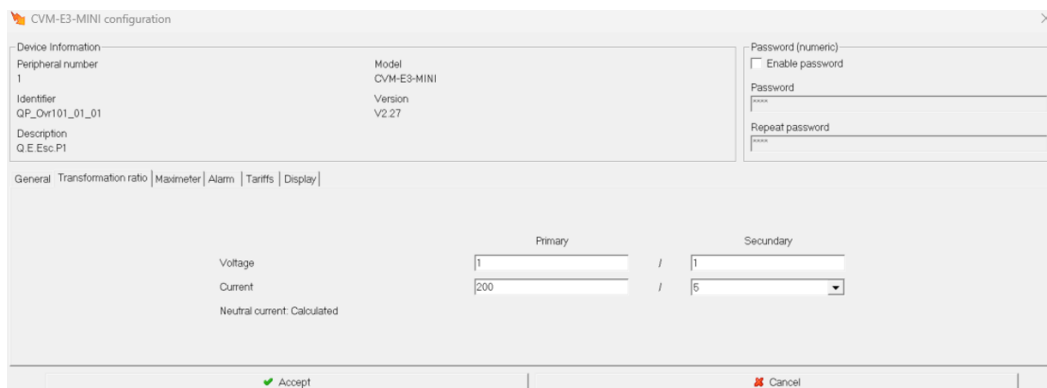 CVM-E3-MINI configuration
Device Information
Peripheral number
1
Model
CVM-E3-MINI
Identifier
QP_Ovr101_01_01
Version
V2.27
Description
Q.E.Esc.P1
Password (numeric)
Enable password
Password
****
Repeat password
****
General Transformation ratio Maximeter Alarm Tariffs Display
Primary Secundary
Voltage 1 / 1
Current 200 / 5
Neutral current: Calculated
Accept Cancel